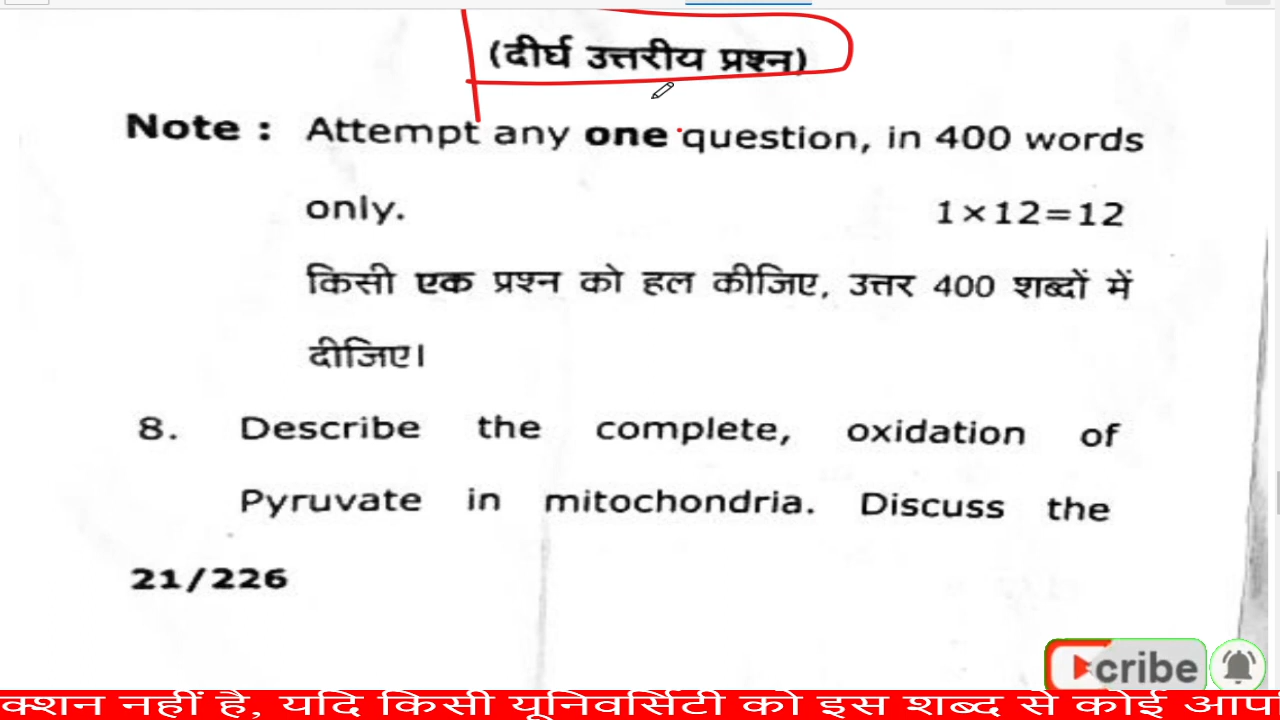 (दीर्घ उत्तरीय प्रश्न)
Note : Attempt any one question, in 400 words
only. 1×12=12
किसी एक प्रश्न को हल कीजिए, उत्तर 400 शब्दों में
दीजिए।
8. Describe the complete, oxidation of
Pyruvate in mitochondria. Discuss the
21/226
cribe
क्शन नहीं है, यदि किसी यूनिवर्सिटी को इस शब्द से कोई आप